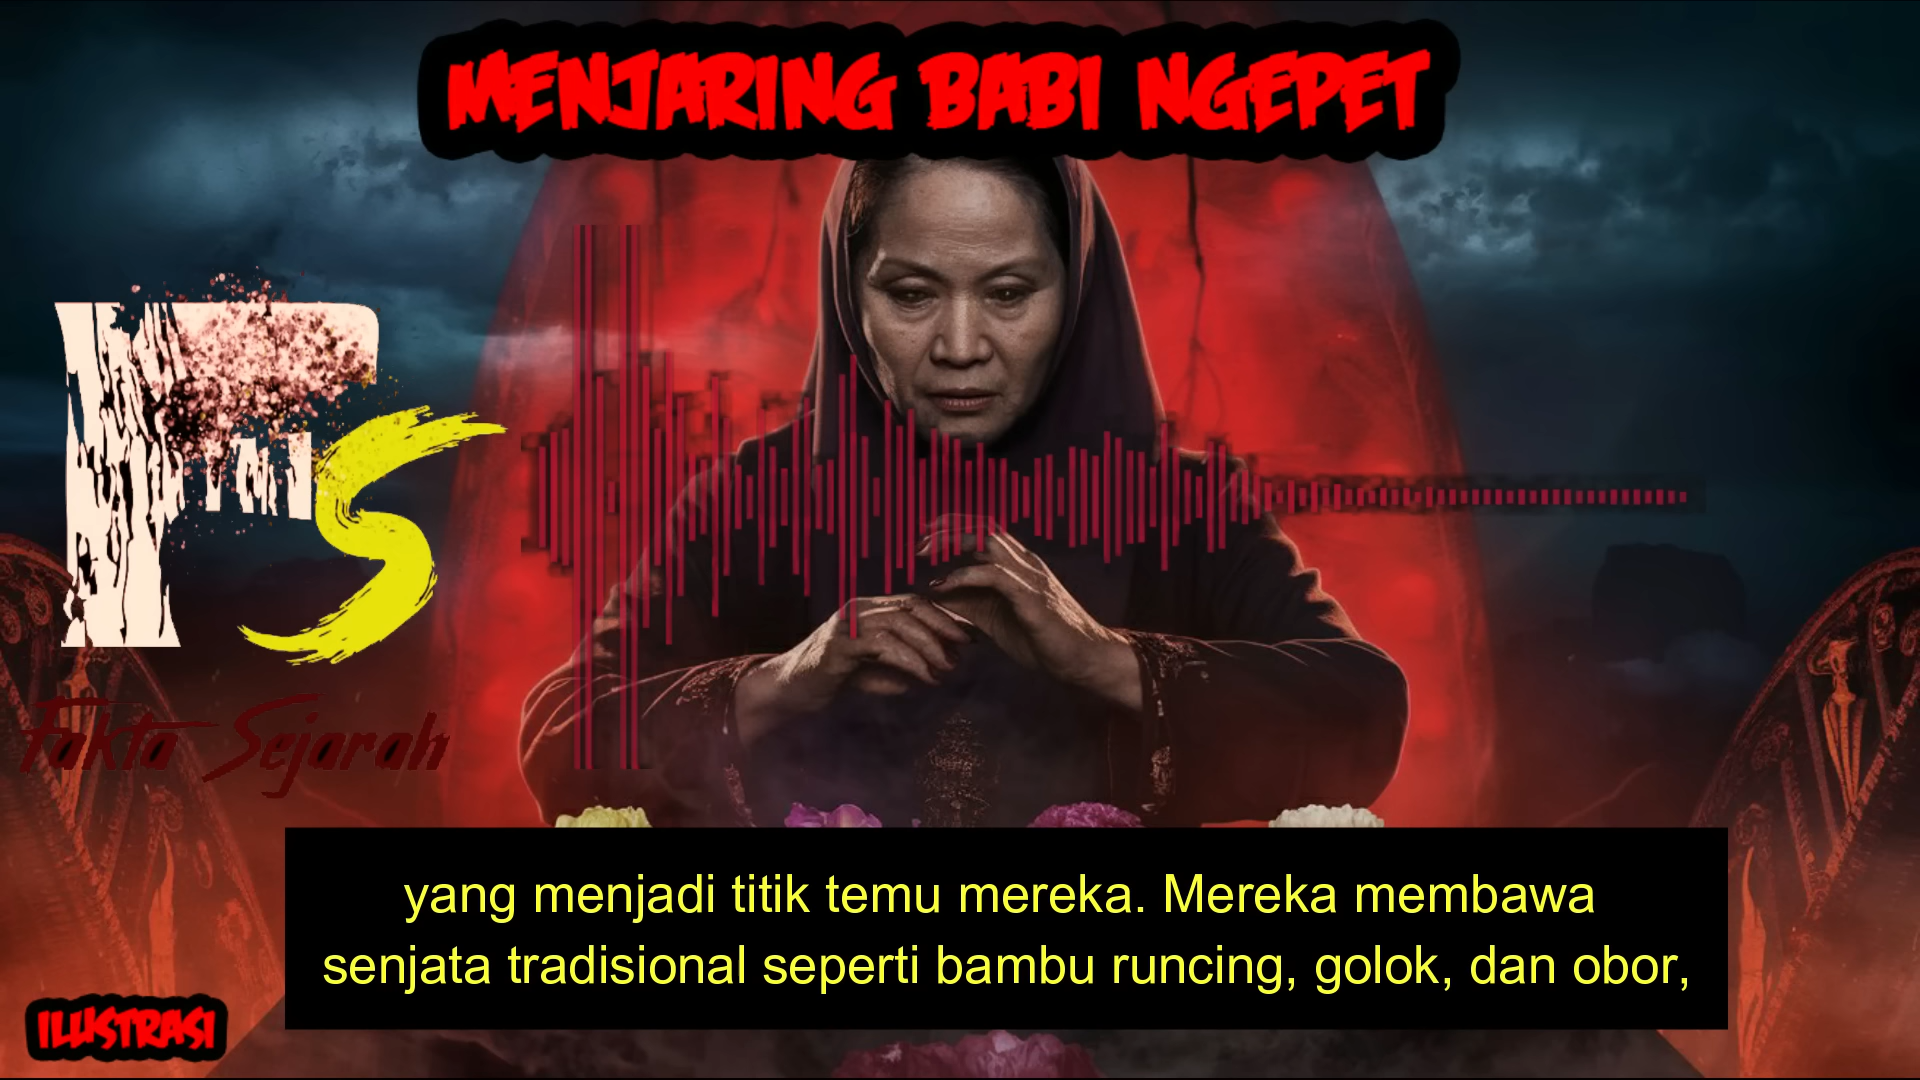 MENJARING BABI NGEPET
FS
Fakta Sejarah
yang menjadi titik temu mereka. Mereka membawa
senjata tradisional seperti bambu runcing, golok, dan obor,
ILUSTRASI